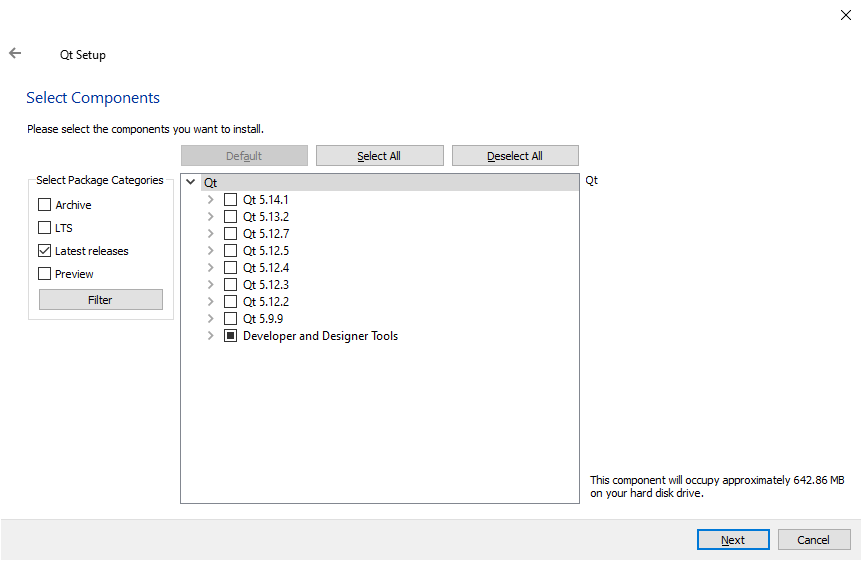 Qt Setup
Select Components
Please select the components you want to install.
Default
Select All
Deselect All
Select Package Categories
Archive
LTS
Latest releases
Preview
Filter
Qt
Qt 5.14.1
Qt 5.13.2
Qt 5.12.7
Qt 5.12.5
Qt 5.12.4
Qt 5.12.3
Qt 5.12.2
Qt 5.9.9
Developer and Designer Tools
Qt
This component will occupy approximately 642.86 MB
on your hard disk drive.
Next
Cancel